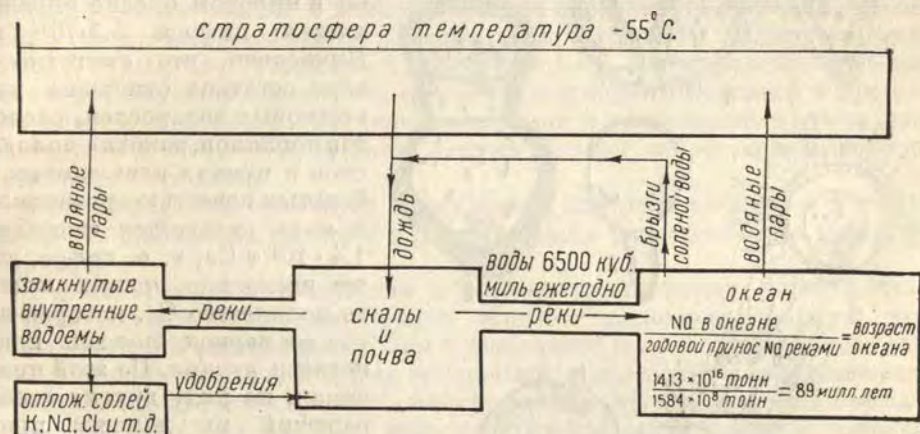 стратосфера температура -55°С.
водяные
пары
дождь
брызги
соленой воды
водяные
пары
замкнутые
внутренние
водоемы
реки
скалы
и
почва
воды 6500 куб.
миль ежегодно
реки
океан
Na в океане
годовой принос Na реками
= возраст
океана
1413 × 10¹⁶ тонн
1584 × 10⁸ тонн
= 89 милл. лет
отлож. солей
K, Na, Cl и т.д.
удобрения